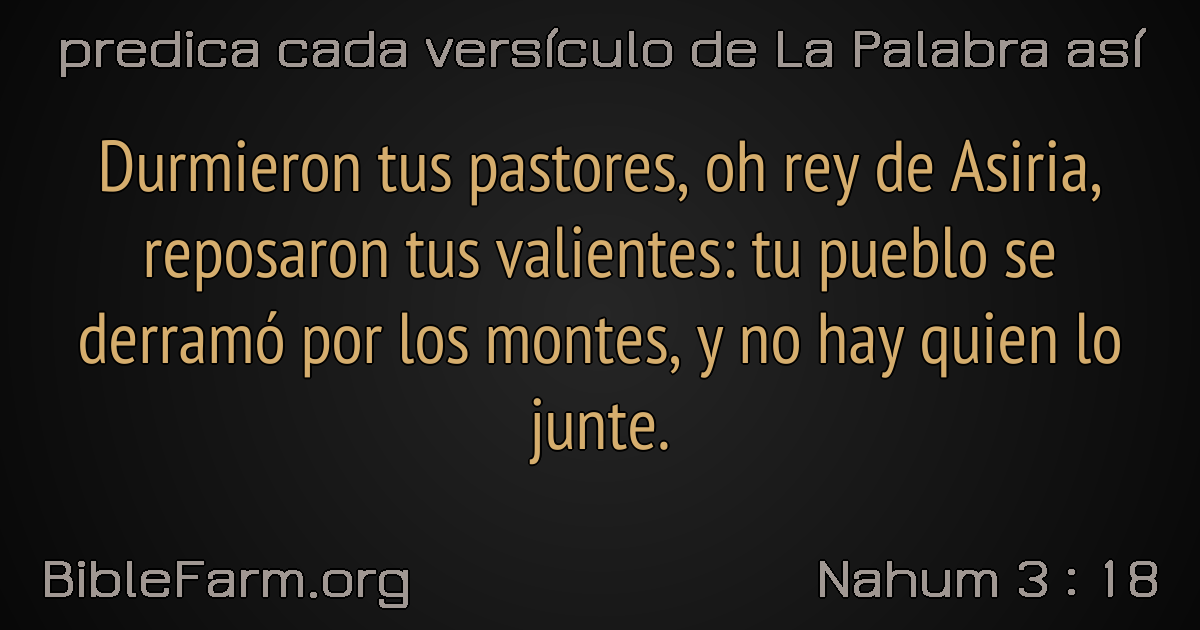 predica cada versículo de La Palabra así
Durmieron tus pastores, oh rey de Asiria,
reposaron tus valientes: tu pueblo se
derramó por los montes, y no hay quien lo
junte.
BibleFarm.org
Nahum 3 : 18